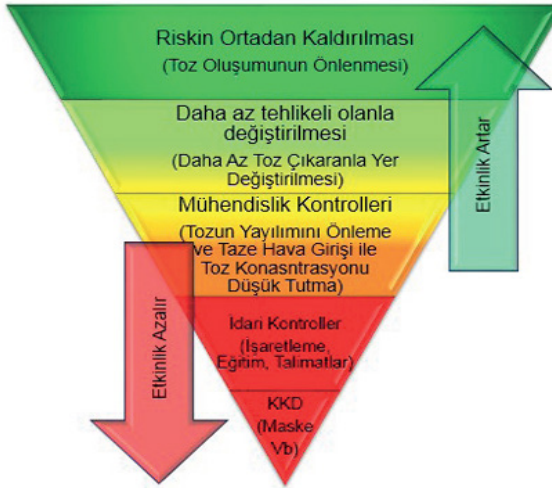 Riskin Ortadan Kaldırılması
(Toz Oluşumunun Önlenmesi)
Daha az tehlikeli olanla
değiştirilmesi
(Daha Az Toz Çıkaranla Yer
Değiştirilmesi)
Mühendislik Kontrolleri
(Tozun Yayılımını Önleme
ve Taze Hava Girişi ile
Toz Konasntrasyonu
Düşük Tutma)
İdari Kontroller
(İşaretleme,
Eğitim, Talimatlar)
KKD
(Maske
Vb)
Etkinlik Artar
Etkinlik Azalır